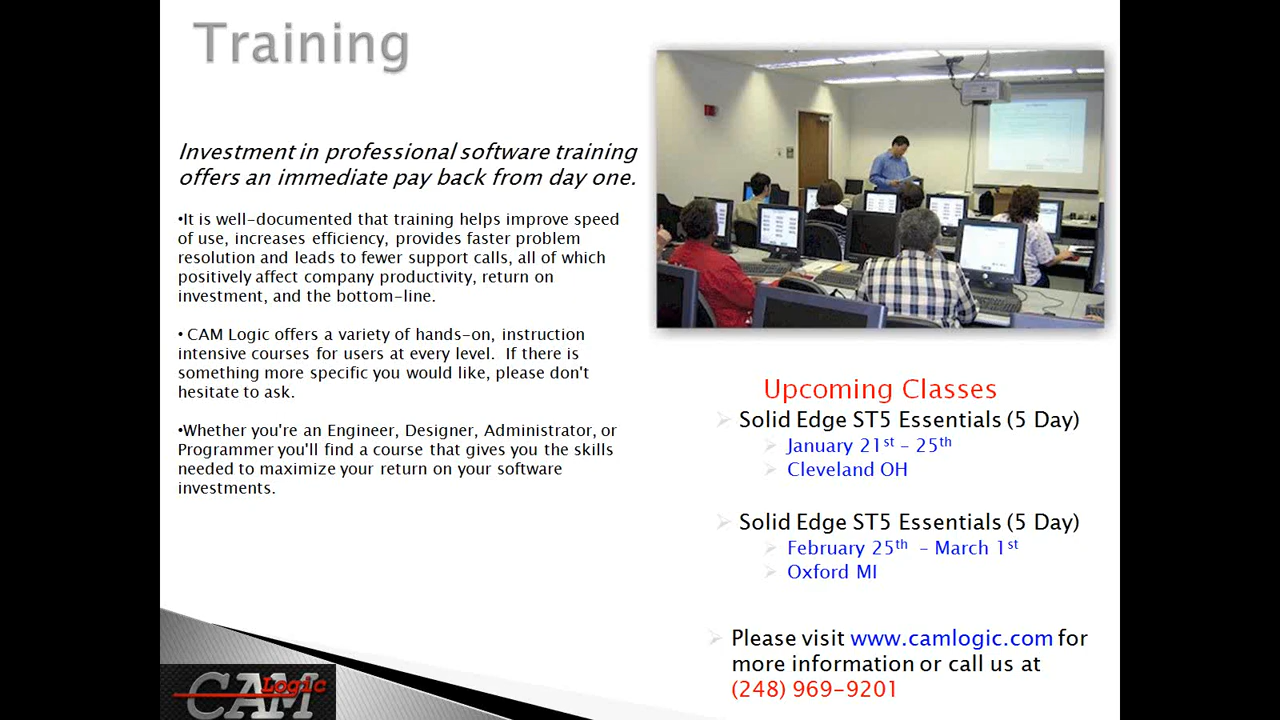 Training
Investment in professional software training
offers an immediate pay back from day one.
•It is well-documented that training helps improve speed
of use, increases efficiency, provides faster problem
resolution and leads to fewer support calls, all of which
positively affect company productivity, return on
investment, and the bottom-line.
• CAM Logic offers a variety of hands-on, instruction
intensive courses for users at every level.  If there is
something more specific you would like, please don't
hesitate to ask.
•Whether you're an Engineer, Designer, Administrator, or
Programmer you'll find a course that gives you the skills
needed to maximize your return on your software
investments.
Upcoming Classes
Solid Edge ST5 Essentials (5 Day)
January 21st – 25th
Cleveland OH
Solid Edge ST5 Essentials (5 Day)
February 25th – March 1st
Oxford MI
Please visit www.camlogic.com for
more information or call us at
(248) 969-9201
CAM Logic